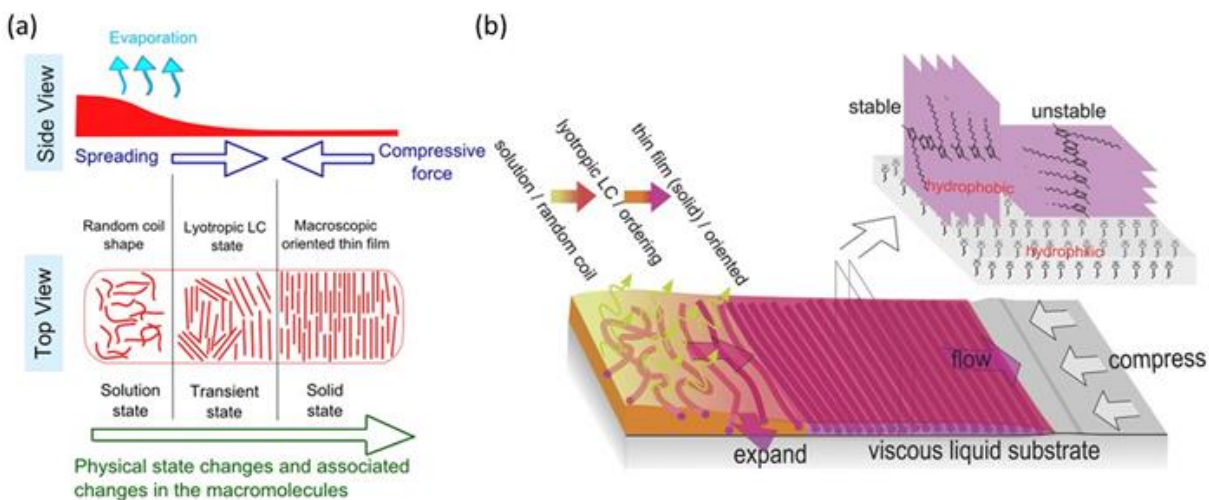 (a)
Evaporation
Side View
Spreading
Compressive
force
Random coil
shape
Lyotropic LC
state
Macroscopic
oriented thin film
Top View
Solution
state
Transient
state
Solid
state
Physical state changes and associated
changes in the macromolecules
(b)
solution / random coil
lyotropic LC / ordering
thin film (solid) / oriented
stable
unstable
hydrophobic
hydrophilic
flow
compress
expand
viscous liquid substrate